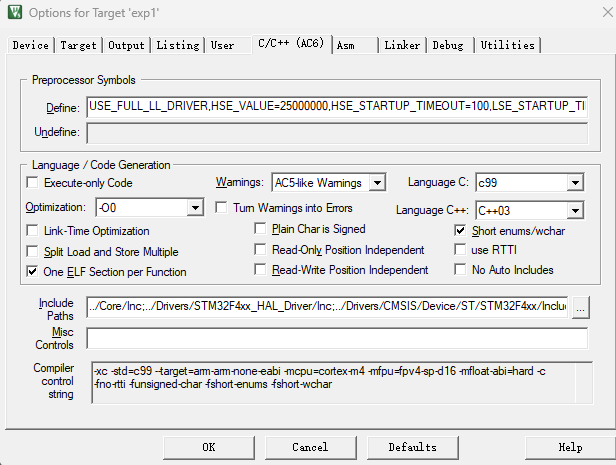 Options for Target 'exp1'
Device Target Output Listing User C/C++ (AC6) Asm Linker Debug Utilities
Preprocessor Symbols
Define: USE_FULL_LL_DRIVER,HSE_VALUE=25000000,HSE_STARTUP_TIMEOUT=100,LSE_STARTUP_TI
Undefine:
Language / Code Generation
Execute-only Code Warnings: AC5-like Warnings Language C: c99
Optimization: -O0 Turn Warnings into Errors Language C++: C++03
Link-Time Optimization Plain Char is Signed Short enums/wchar
Split Load and Store Multiple Read-Only Position Independent use RTTI
One ELF Section per Function Read-Write Position Independent No Auto Includes
Include Paths ../Core/Inc;../Drivers/STM32F4xx_HAL_Driver/Inc;../Drivers/CMSIS/Device/ST/STM32F4xx/Includ ...
Misc Controls
Compiler control string
-xc -std=c99 --target=arm-arm-none-eabi -mcpu=cortex-m4 -mfpu=fpv4-sp-d16 -mfloat-abi=hard -c
-fno-rtti -funsigned-char -fshort-enums -fshort-wchar
OK Cancel Defaults Help